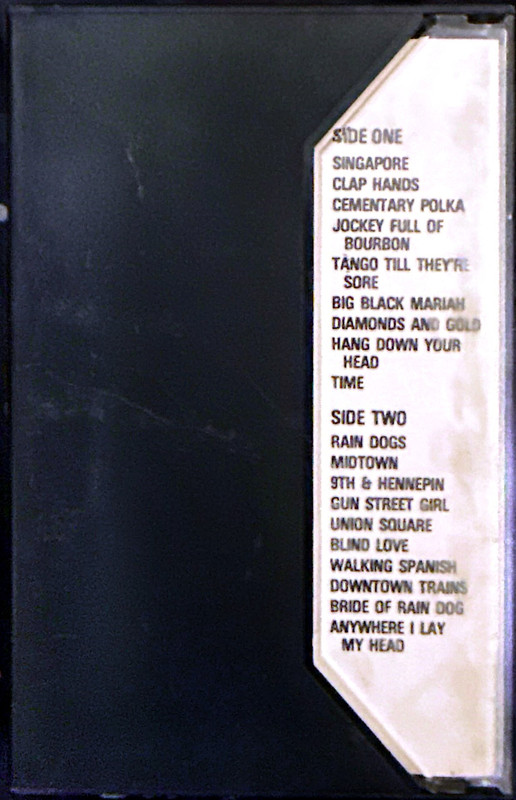 SIDE ONE
SINGAPORE
CLAP HANDS
CEMENTARY POLKA
JOCKEY FULL OF
BOURBON
TANGO TILL THEY'RE
SORE
BIG BLACK MARIAH
DIAMONDS AND GOLD
HANG DOWN YOUR
HEAD
TIME
SIDE TWO
RAIN DOGS
MIDTOWN
9TH & HENNEPIN
GUN STREET GIRL
UNION SQUARE
BLIND LOVE
WALKING SPANISH
DOWNTOWN TRAINS
BRIDE OF RAIN DOG
ANYWHERE I LAY
MY HEAD